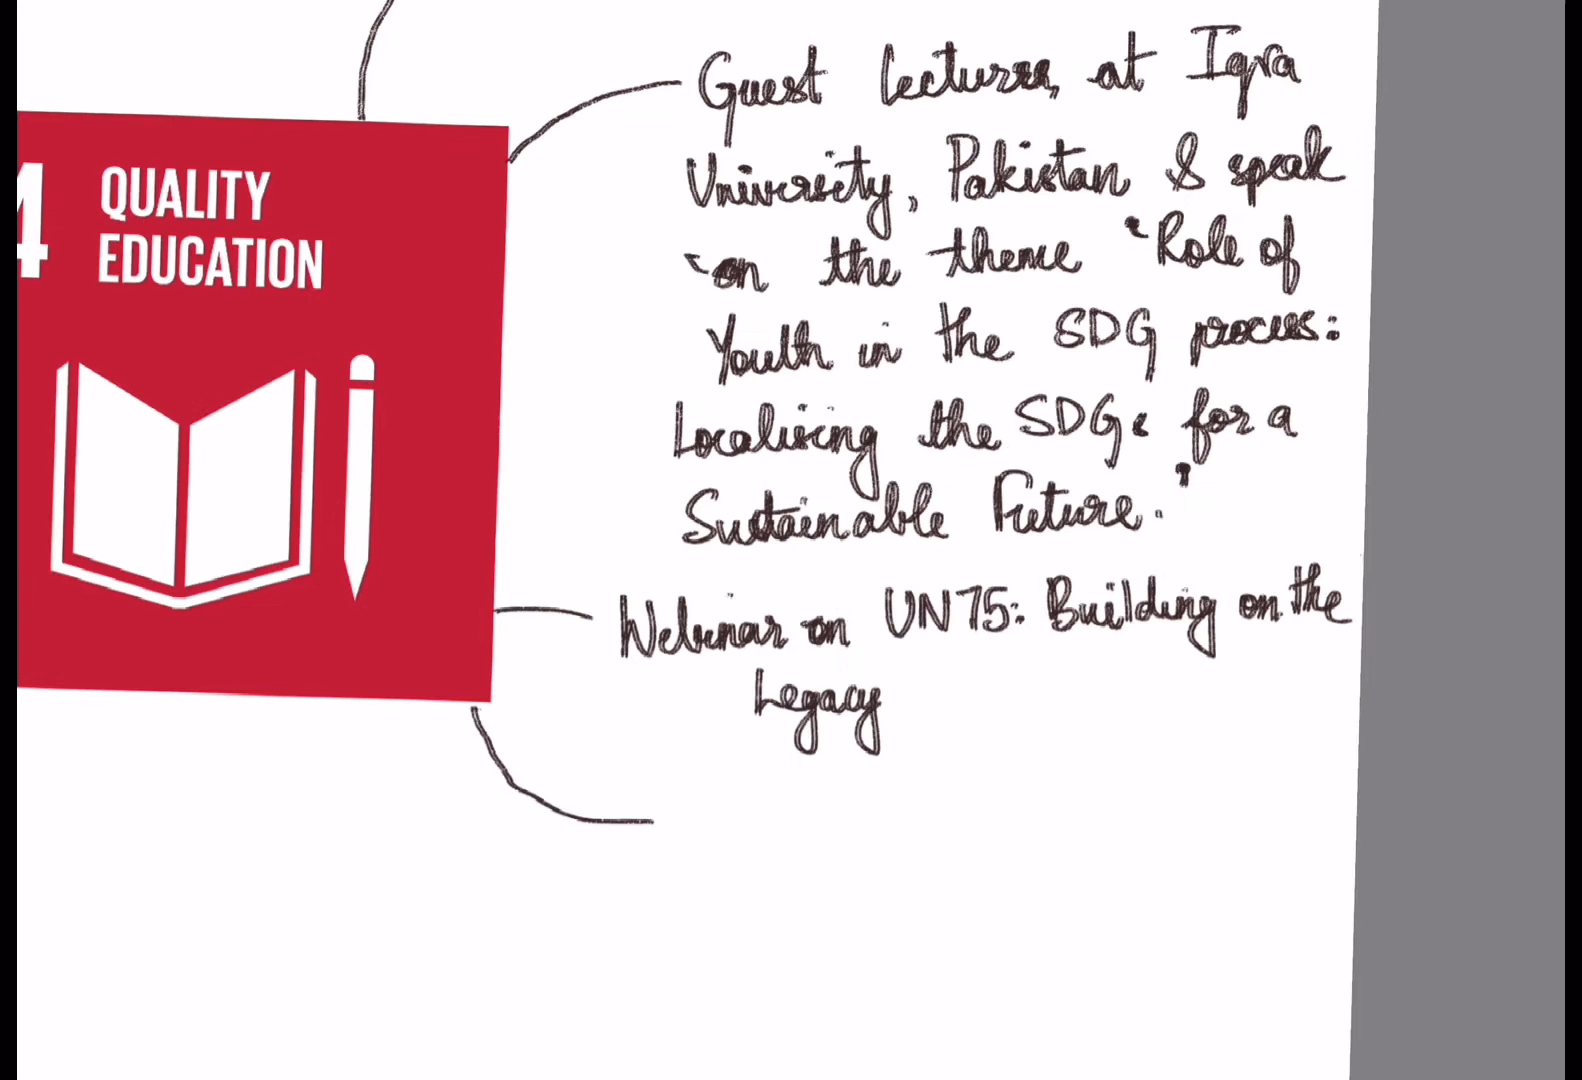 4 QUALITY
EDUCATION
Guest Lectures, at Iqra
University, Pakistan & speak
on the theme 'Role of
Youth in the SDG process:
Localising the SDGs for a
Sustainable Future.'
Webinar on UN75: Building on the
Legacy